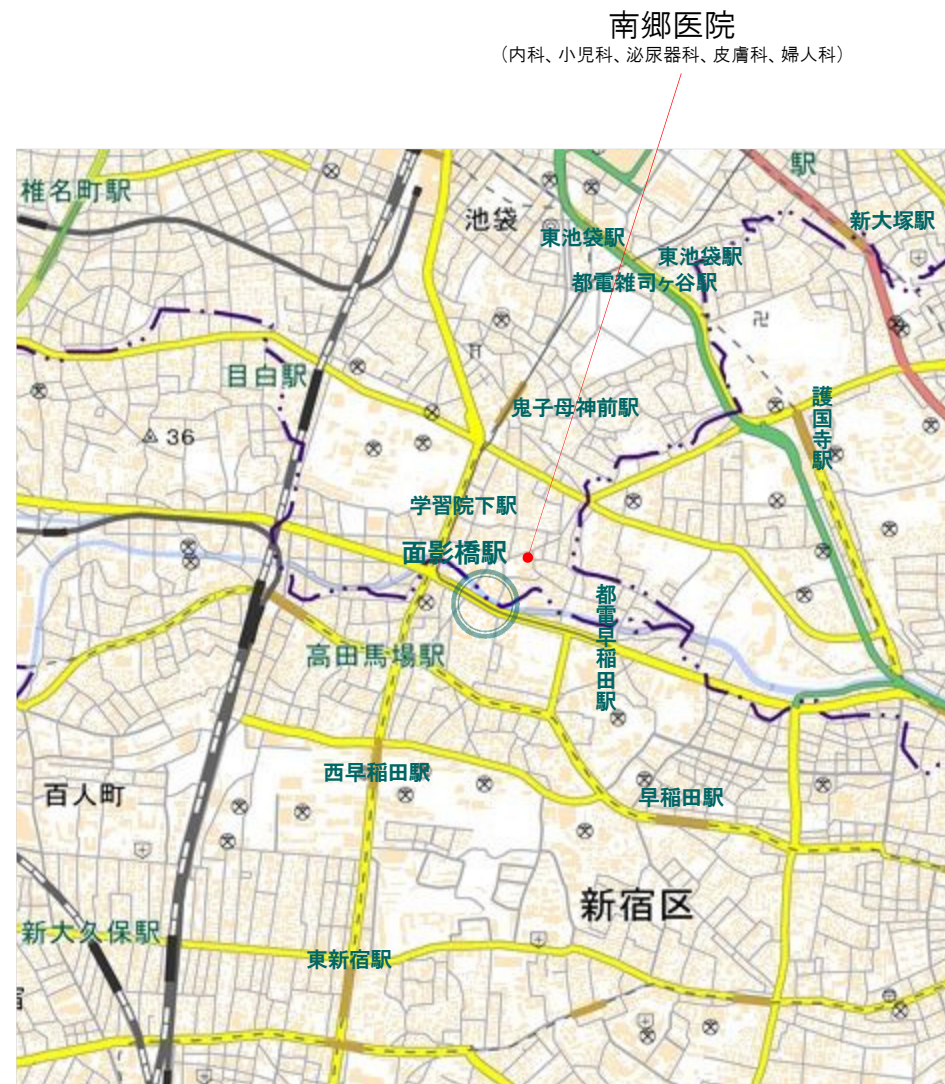 南郷医院
（内科、小児科、泌尿器科、皮膚科、婦人科）
駅
椎名町駅
池袋
新大塚駅
東池袋駅
東池袋駅
都電雑司ヶ谷駅
目白駅
鬼子母神前駅
護国寺駅
36
学習院下駅
面影橋駅
都電早稲田駅
高田馬場駅
西早稲田駅
百人町
早稲田駅
新宿区
新大久保駅
東新宿駅